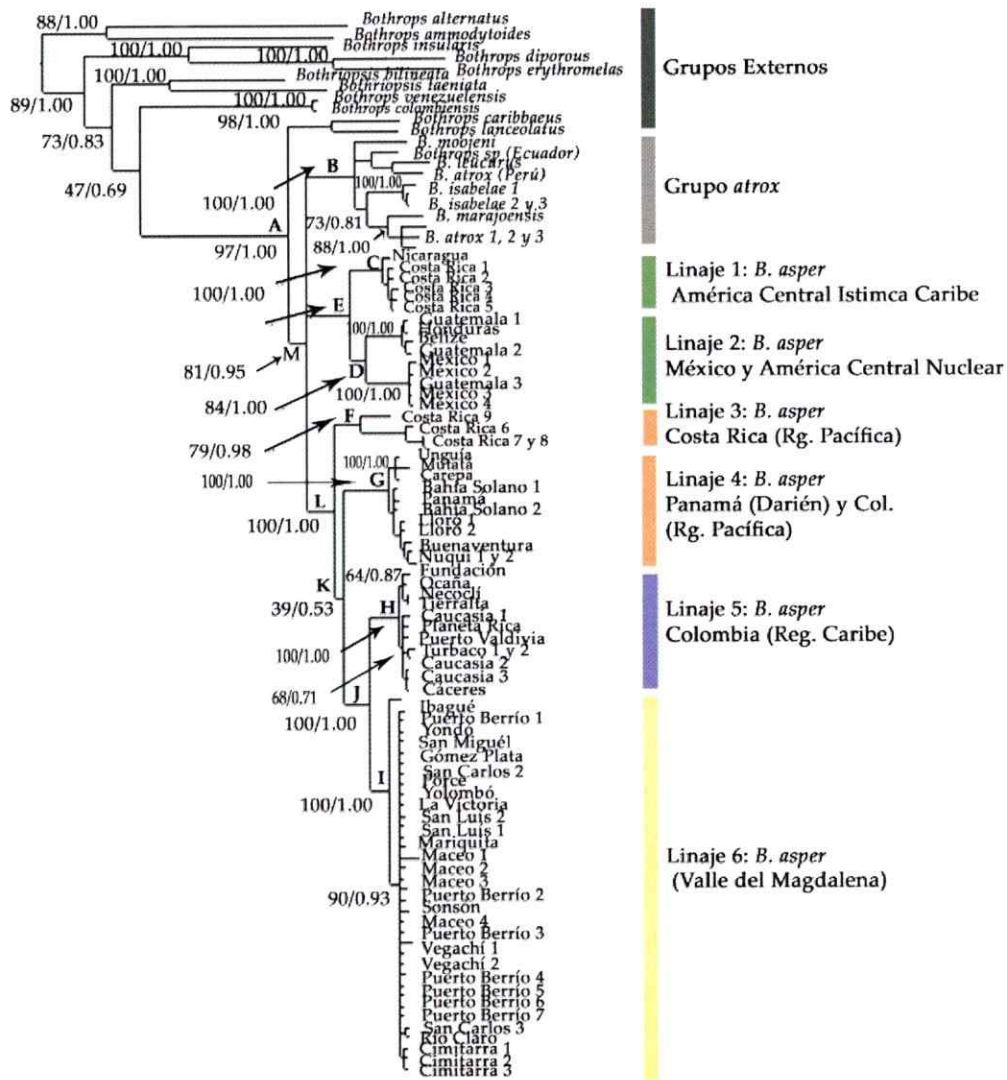 Bothrops alternatus
88/1.00
Bothrops ammodytoides
Bothrops insularis
100/1.00
Bothrops diporous
100/1.00
Bothrops erythromelas
Bothriopsis bilineata
100/1.00
Bothriopsis taeniata
Bothrops venezuelensis
100/1.00
Bothrops colombiensis
89/1.00
98/1.00
Bothrops caribbaeus
Bothrops lanceolatus
73/0.83
B. moojeni
B
Bothrops sp (Ecuador)
B. leucurus
B. atrox (Perú)
47/0.69
100/1.00
B. isabelae 1
B. isabelae 2 y 3
100/1.00
A
73/0.81
B. marajoensis
B. atrox 1, 2 y 3
97/1.00
88/1.00
Nicaragua
C
Costa Rica 1
Costa Rica 2
100/1.00
Costa Rica 3
Costa Rica 4
Costa Rica 5
E
Guatemala 1
100/1.00
Honduras
Belize
Guatemala 2
M
México 1
81/0.95
D
México 2
Guatemala 3
84/1.00
100/1.00
México 3
México 4
F
Costa Rica 9
Costa Rica 6
79/0.98
Costa Rica 7 y 8
Unguía
100/1.00
Mutatá
100/1.00
G
Carepa
Bahía Solano 1
L
Panamá
Bahía Solano 2
100/1.00
Lloró 1
Lloró 2
Buenaventura
Nuquí 1 y 2
64/0.87
Fundación
K
Ocaña
Necoclí
39/0.53
H
Tierralta
Caucasia 1
Planeta Rica
Puerto Valdivia
100/1.00
Turbaco 1 y 2
Caucasia 2
68/0.71
J
Caucasia 3
Cáceres
100/1.00
Ibagué
Puerto Berrío 1
Yondó
San Miguél
Gómez Plata
I
San Carlos 2
Porce
Yolombó
100/1.00
La Victoria
San Luis 2
San Luis 1
Mariquita
Maceo 1
Maceo 2
Maceo 3
90/0.93
Puerto Berrío 2
Sonsón
Maceo 4
Puerto Berrío 3
Vegachí 1
Vegachí 2
Puerto Berrío 4
Puerto Berrío 5
Puerto Berrío 6
Puerto Berrío 7
San Carlos 3
Río Claro
Cimitarra 1
Cimitarra 2
Cimitarra 3
Grupos Externos
Grupo atrox
Linaje 1: B. asper
América Central Istimca Caribe
Linaje 2: B. asper
México y América Central Nuclear
Linaje 3: B. asper
Costa Rica (Rg. Pacífica)
Linaje 4: B. asper
Panamá (Darién) y Col.
(Rg. Pacífica)
Linaje 5: B. asper
Colombia (Reg. Caribe)
Linaje 6: B. asper
(Valle del Magdalena)